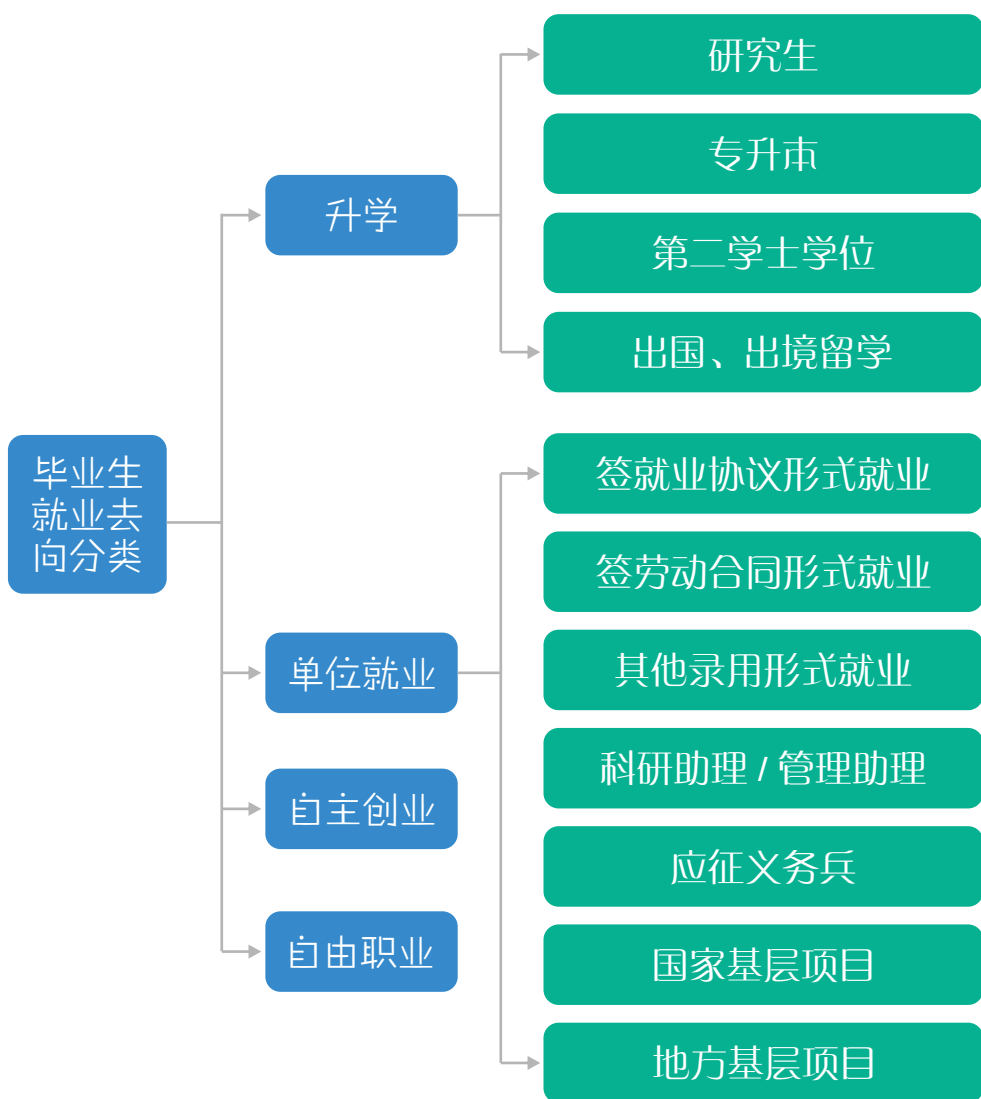 毕业生
就业去
向分类
升学
研究生
专升本
第二学士学位
出国、出境留学
单位就业
签就业协议形式就业
签劳动合同形式就业
其他录用形式就业
科研助理 / 管理助理
应征义务兵
国家基层项目
地方基层项目
自主创业
自由职业